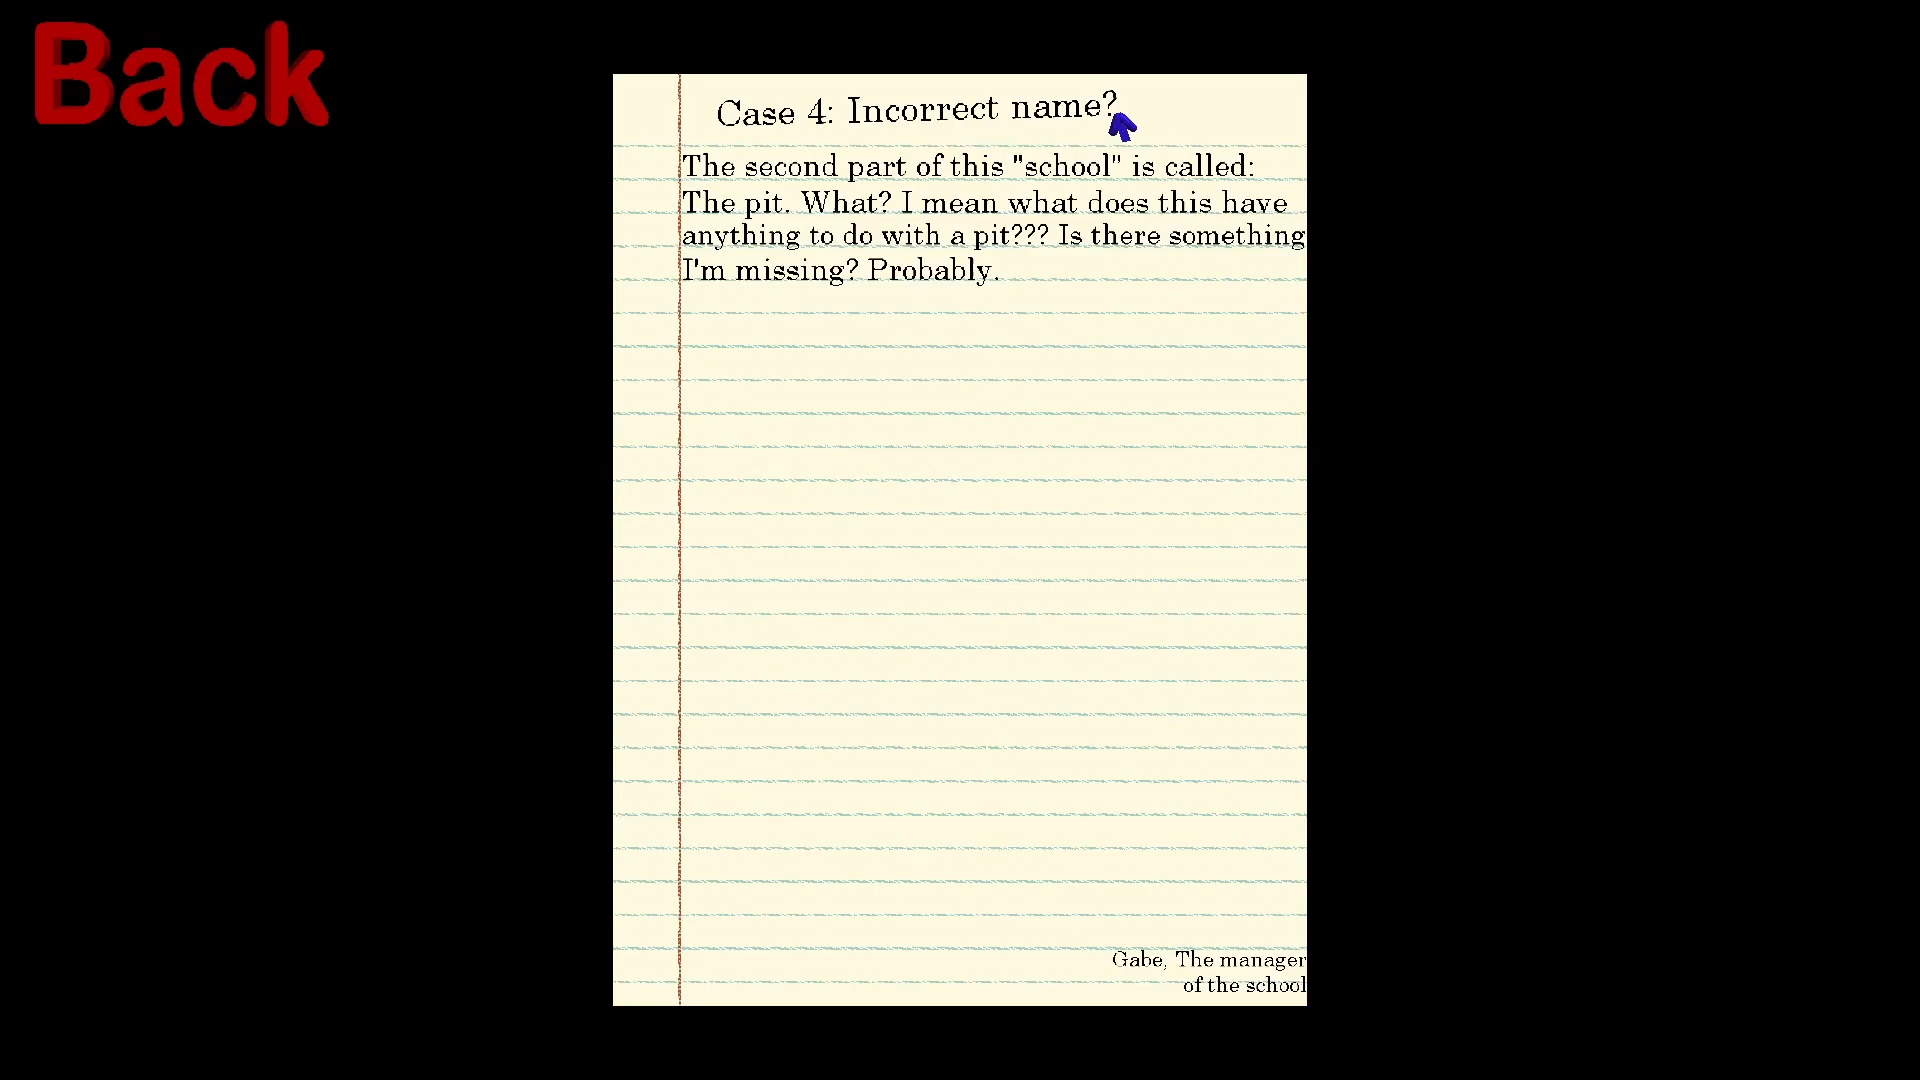 Back
Case 4: Incorrect name?
The second part of this "school" is called:
The pit. What? I mean what does this have
anything to do with a pit??? Is there something
I'm missing? Probably.
Gabe, The manager
of the school